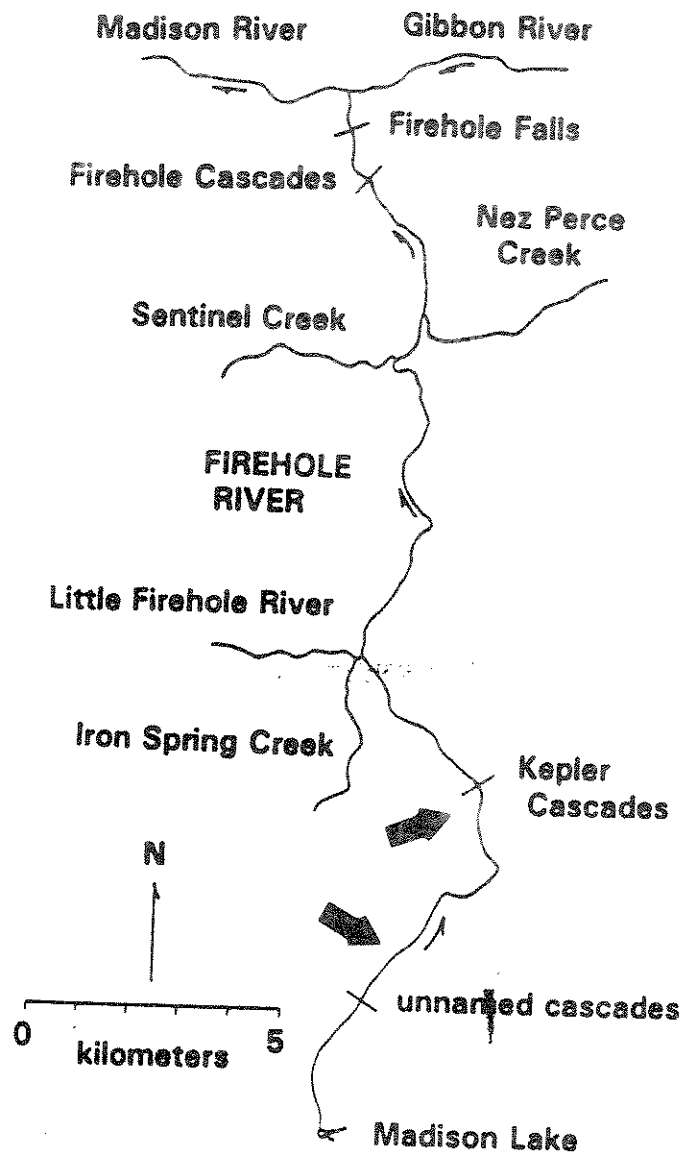 Madison River
Gibbon River
Firehole Falls
Firehole Cascades
Nez Perce
Creek
Sentinel Creek
FIREHOLE
RIVER
Little Firehole River
Iron Spring Creek
Kepler
Cascades
N
unnamed cascades
0
5
kilometers
Madison Lake